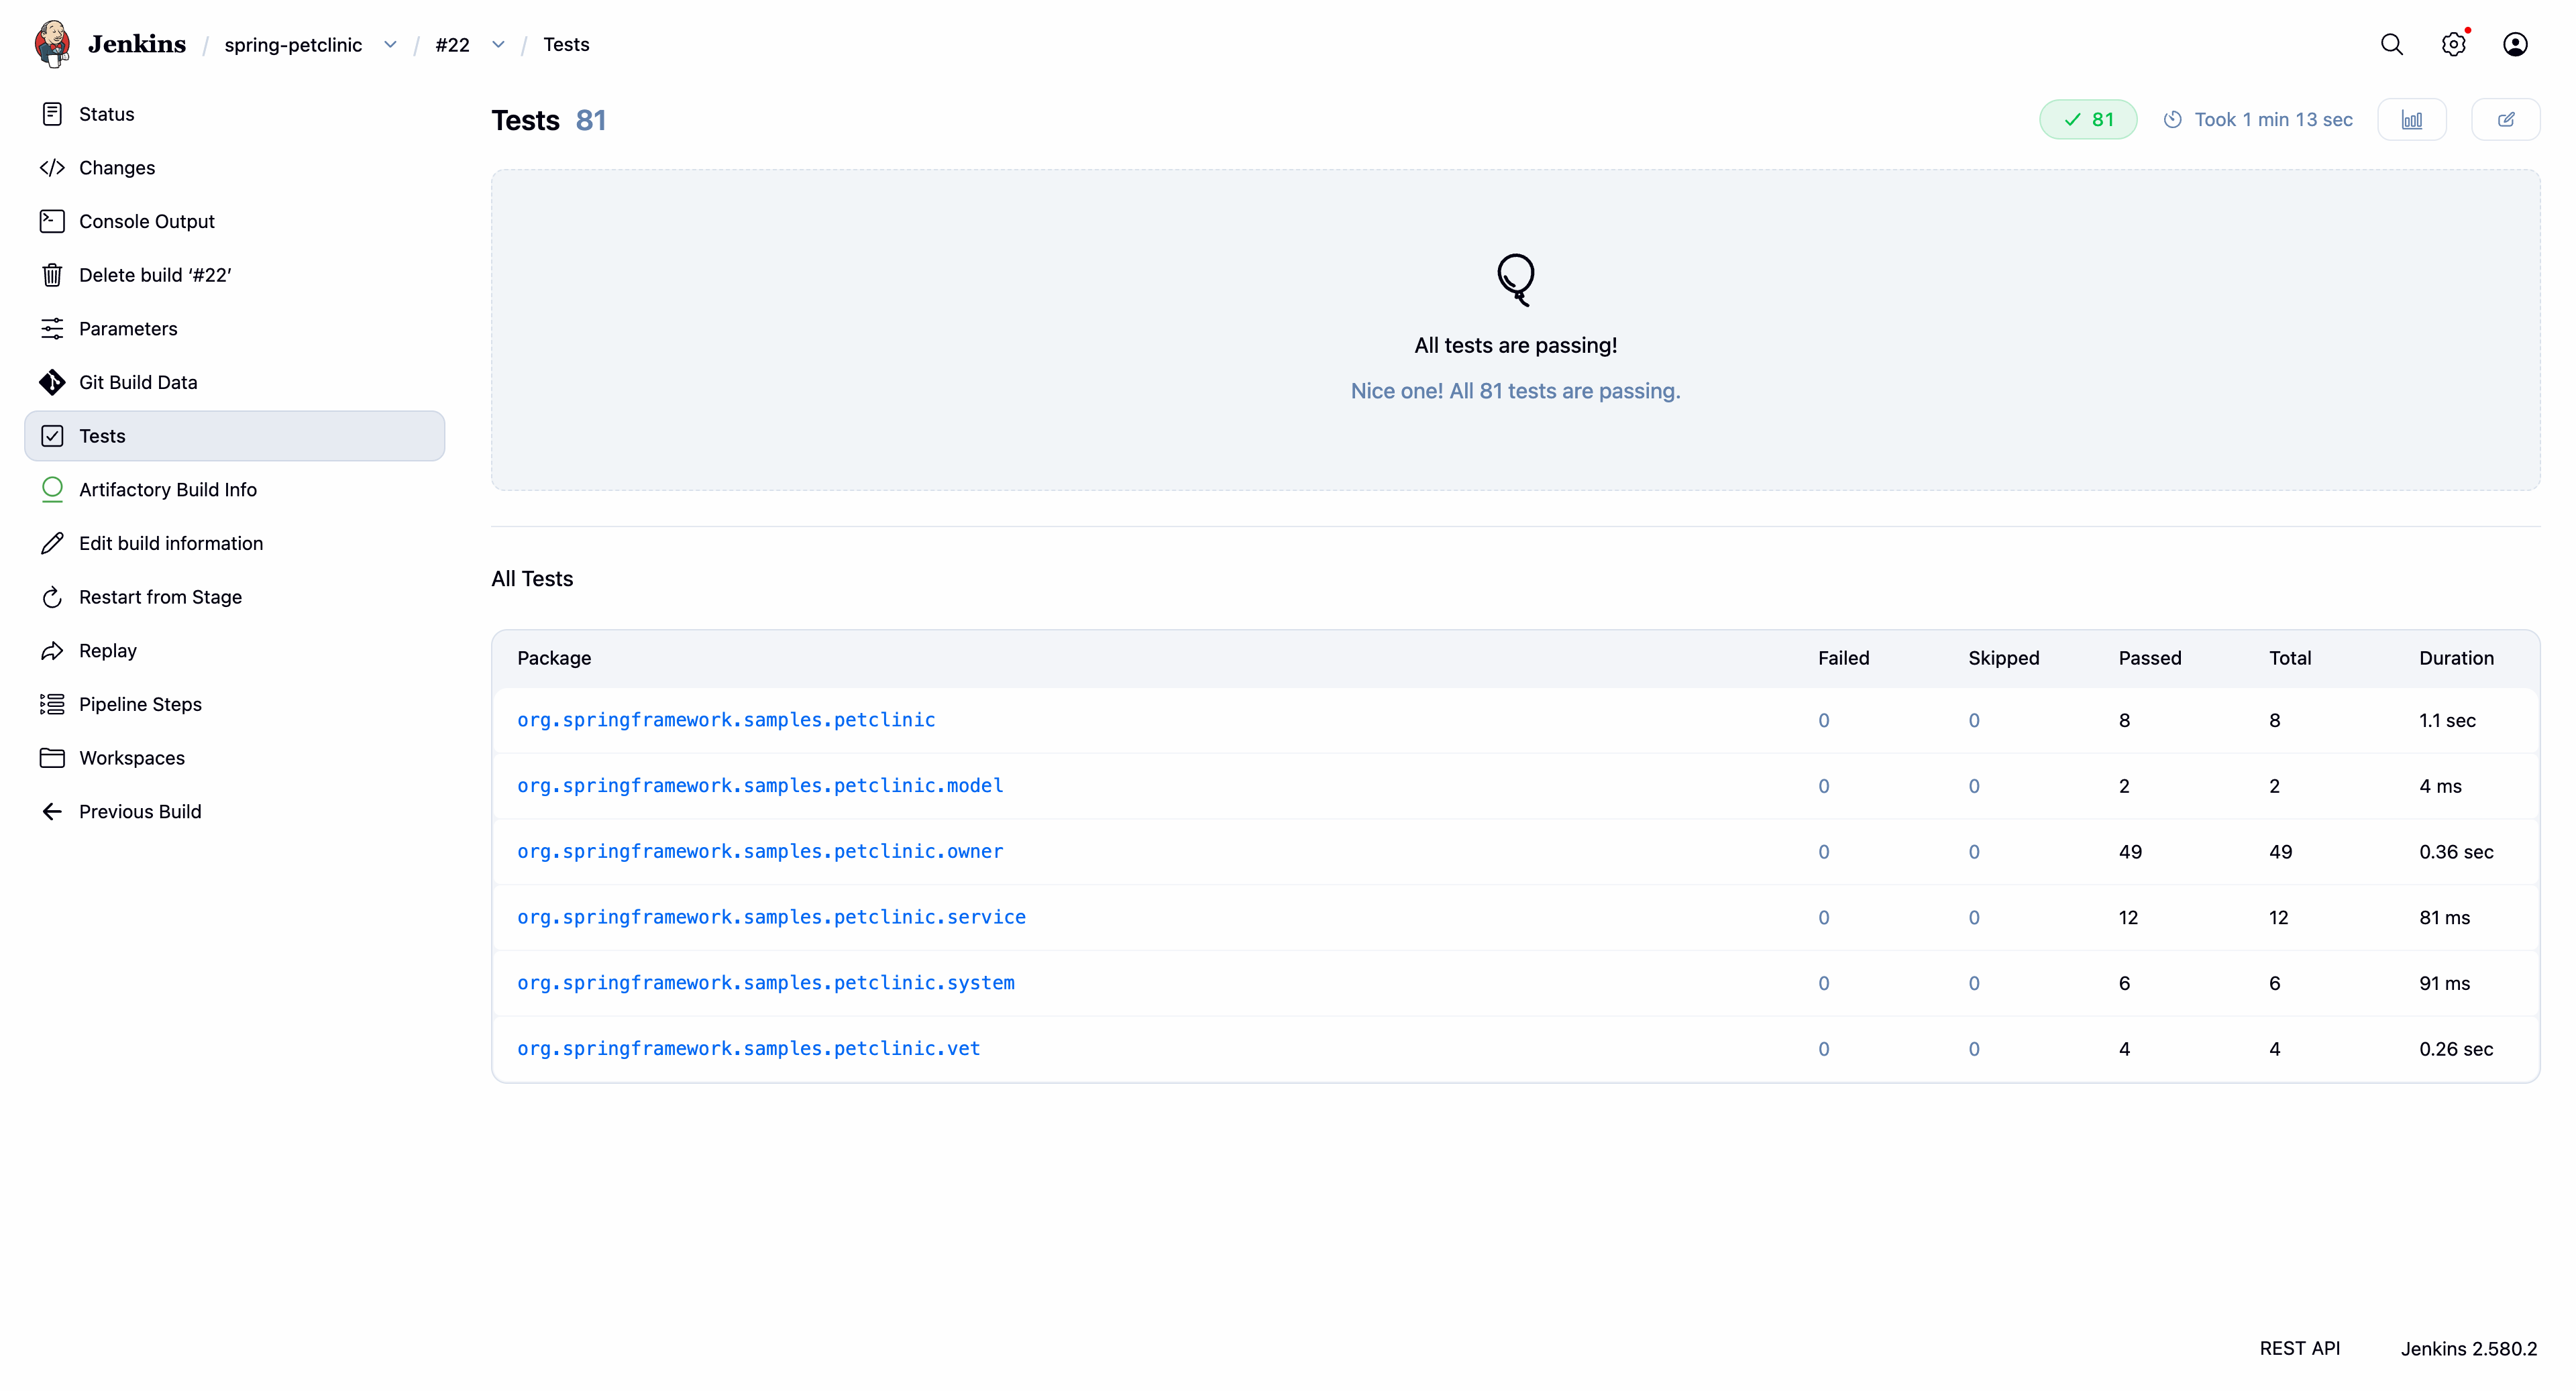 Jenkins / spring-petclinic / #22 / Tests
Status
Changes
Console Output
Delete build ‘#22’
Parameters
Git Build Data
Tests
Artifactory Build Info
Edit build information
Restart from Stage
Replay
Pipeline Steps
Workspaces
Previous Build
Tests 81
81 Took 1 min 13 sec
All tests are passing!
Nice one! All 81 tests are passing.
All Tests
Package Failed Skipped Passed Total Duration
org.springframework.samples.petclinic 0 0 8 8 1.1 sec
org.springframework.samples.petclinic.model 0 0 2 2 4 ms
org.springframework.samples.petclinic.owner 0 0 49 49 0.36 sec
org.springframework.samples.petclinic.service 0 0 12 12 81 ms
org.springframework.samples.petclinic.system 0 0 6 6 91 ms
org.springframework.samples.petclinic.vet 0 0 4 4 0.26 sec
REST API Jenkins 2.580.2